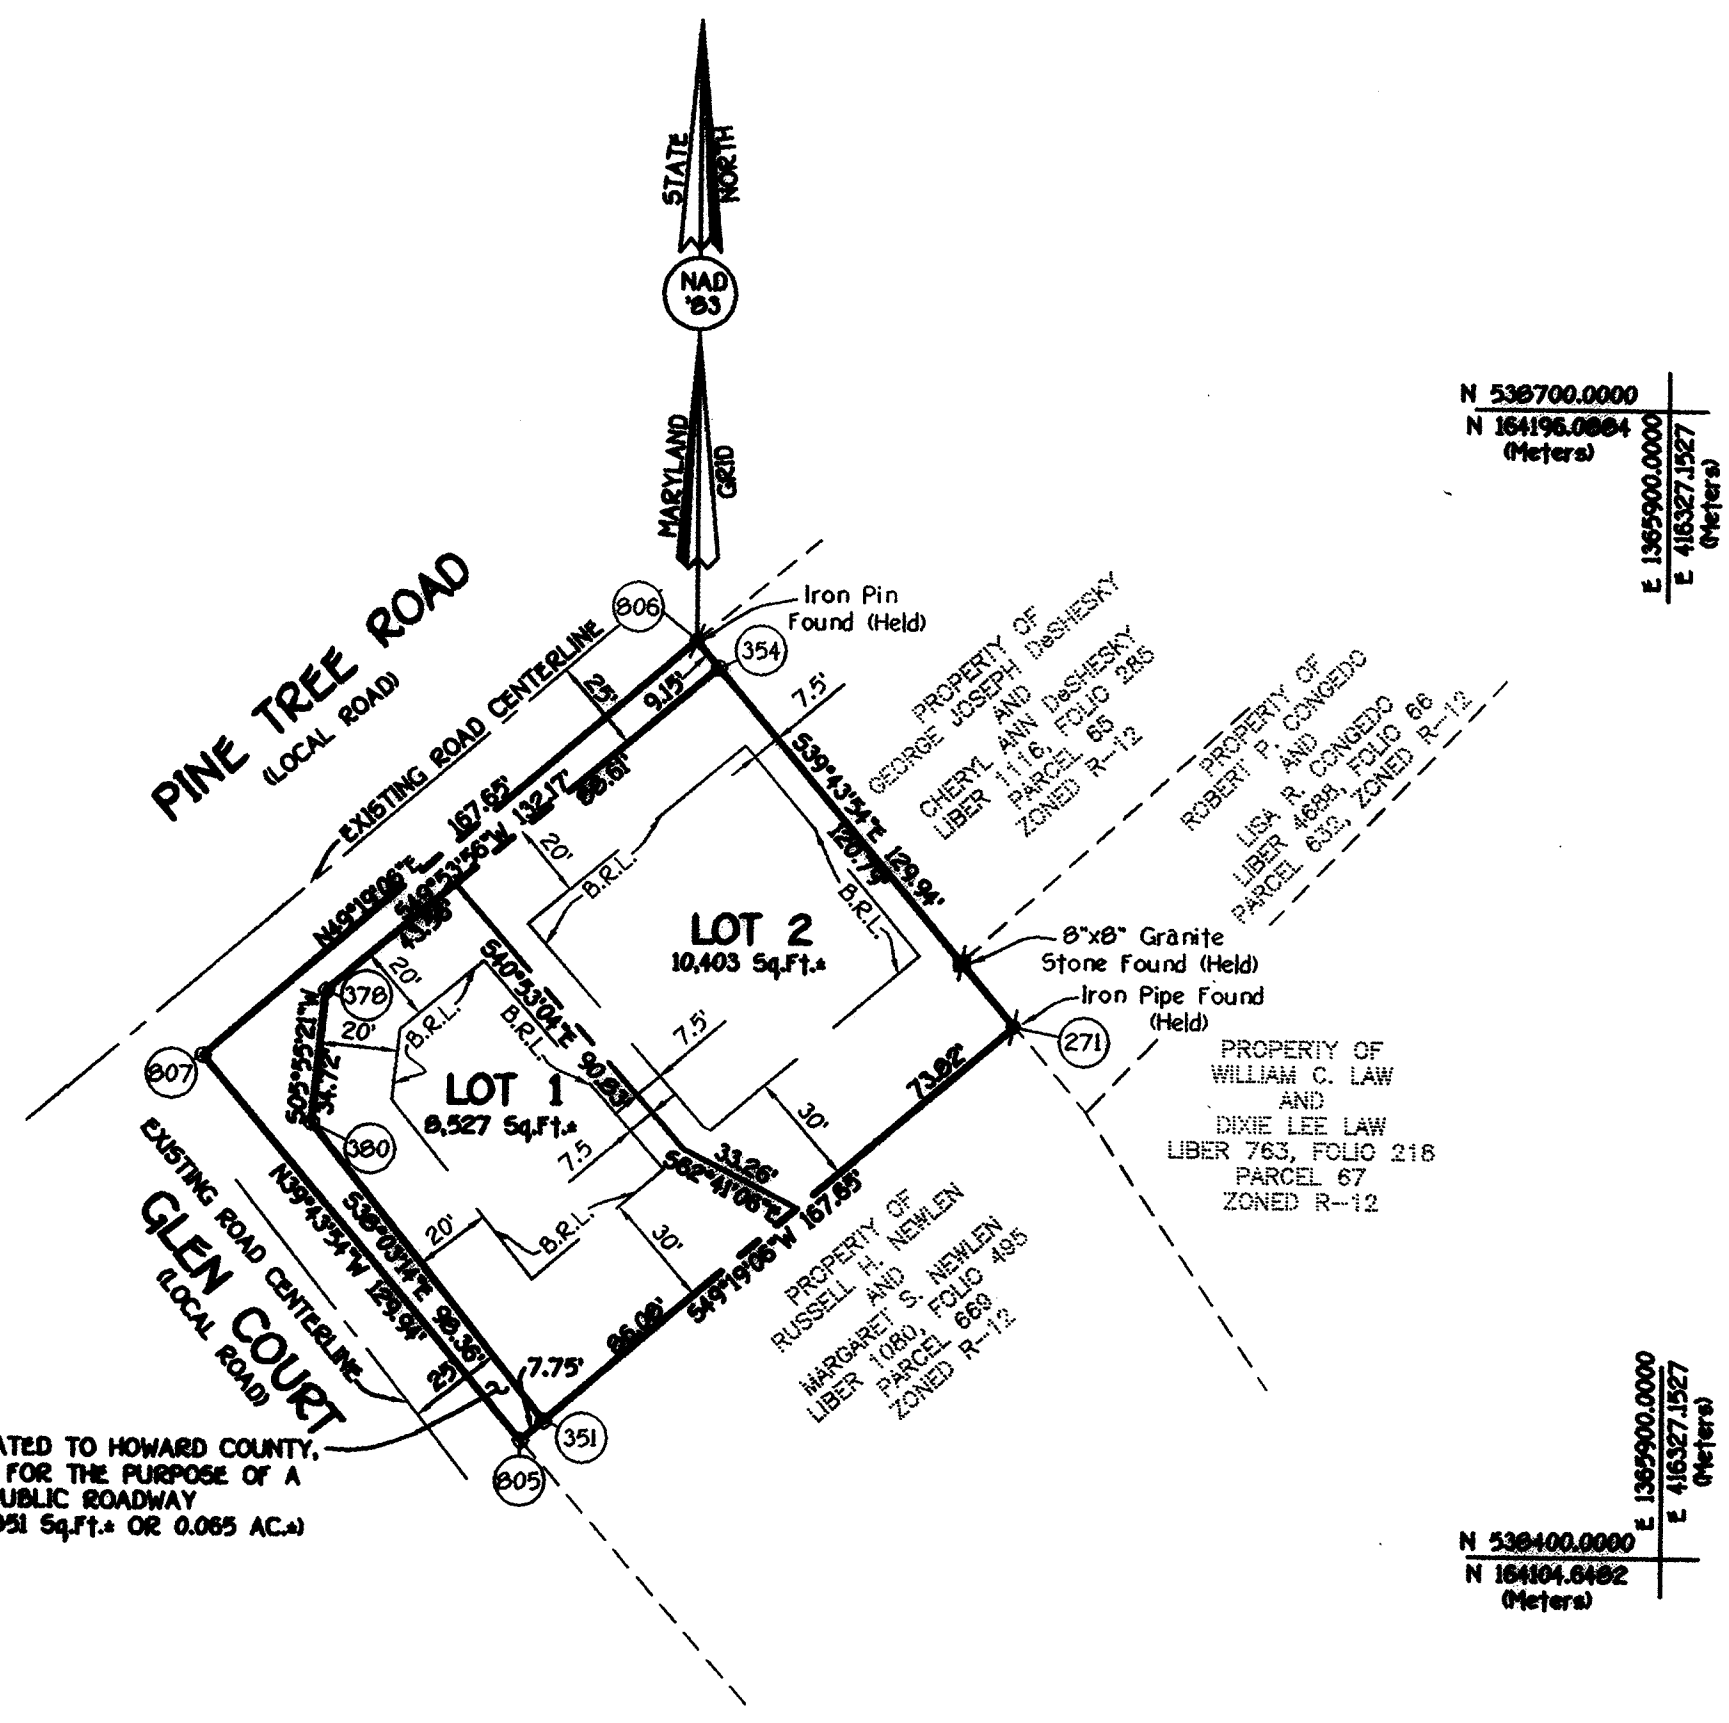 STATE
NORTH
NAD
'83
MARYLAND
GRID
N 538700.0000
N 164196.0884
(Meters)
E 1365900.0000
E 416327.1527
(Meters)
PINE TREE ROAD
(LOCAL ROAD)
EXISTING ROAD CENTERLINE
806
Iron Pin
Found (Held)
354
25'
9.15'
7.5'
PROPERTY OF
GEORGE JOSEPH DeSHESKY
AND
CHERYL ANN DeSHESKY
LIBER 1116, FOLIO 285
PARCEL 65
ZONED R-12
PROPERTY OF
ROBERT P. CONGEDO
AND
LISA R. CONGEDO
LIBER 4688, FOLIO 66
PARCEL 632, ZONED R-12
N49°19'06"E 167.65'
S49°53'56"W 132.17'
88.61'
43.56'
S39°43'54"E 129.94'
120.79'
20'
B.R.L.
B.R.L.
LOT 2
10,403 Sq.Ft.±
8"x8" Granite
Stone Found (Held)
Iron Pipe Found
(Held)
271
S40°53'04"E 90.83'
378
20'
20'
B.R.L.
B.R.L.
7.5'
807
S05°55'21"W
34.72'
LOT 1
8,527 Sq.Ft.±
380
7.5
73.82'
30'
PROPERTY OF
WILLIAM C. LAW
AND
DIXIE LEE LAW
LIBER 763, FOLIO 218
PARCEL 67
ZONED R-12
33.26'
S62°41'06"E
S49°19'06"W 167.65'
EXISTING ROAD CENTERLINE
GLEN COURT
(LOCAL ROAD)
N39°43'54"W 129.94'
S38°03'14"E 98.36'
20'
B.R.L.
30'
86.08'
PROPERTY OF
RUSSELL H. NEWLEN
AND
MARGARET S. NEWLEN
LIBER 1080, FOLIO 495
PARCEL 669
ZONED R-12
25'
7.75'
351
805
ATED TO HOWARD COUNTY,
FOR THE PURPOSE OF A
UBLIC ROADWAY
951 Sq.Ft.± OR 0.065 AC.±)
E 1365900.0000
E 416327.1527
(Meters)
N 538400.0000
N 164104.6482
(Meters)